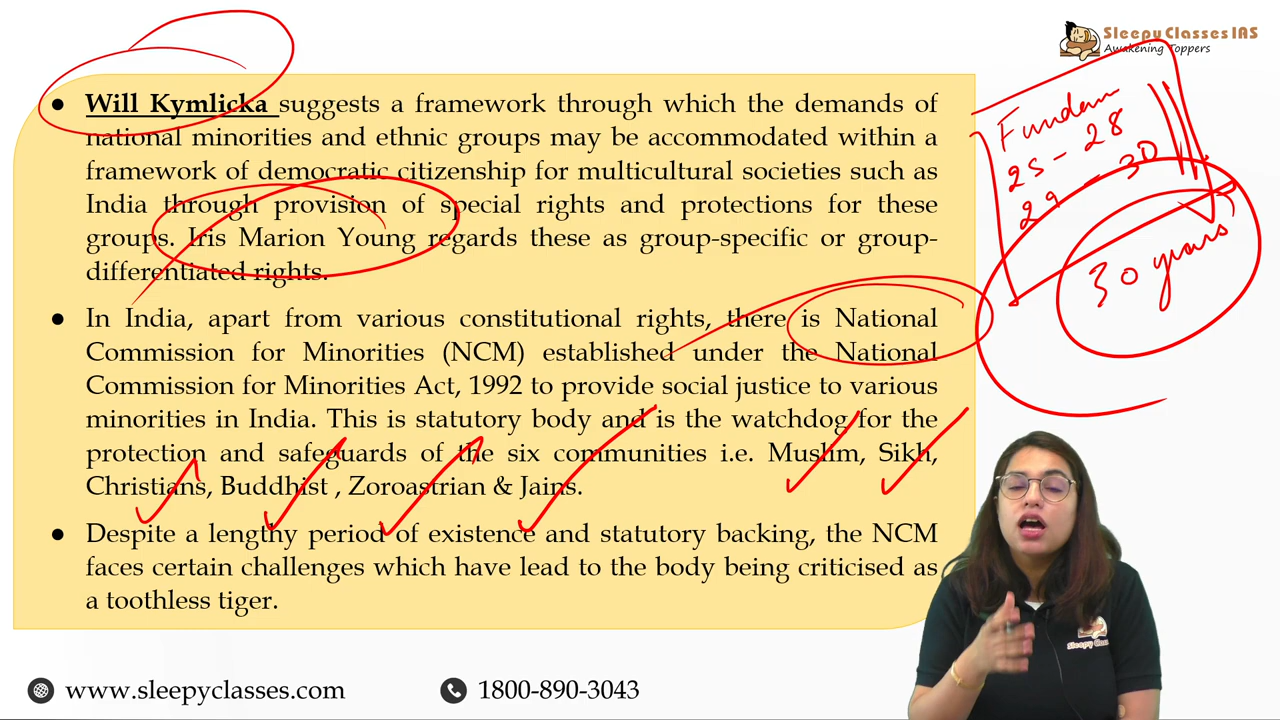 Sleepy Classes IAS
Awakening Toppers
● Will Kymlicka suggests a framework through which the demands of
national minorities and ethnic groups may be accommodated within a
framework of democratic citizenship for multicultural societies such as
India through provision of special rights and protections for these
groups. Iris Marion Young regards these as group-specific or group-
differentiated rights.
● In India, apart from various constitutional rights, there is National
Commission for Minorities (NCM) established under the National
Commission for Minorities Act, 1992 to provide social justice to various
minorities in India. This is statutory body and is the watchdog for the
protection and safeguards of the six communities i.e. Muslim, Sikh,
Christians, Buddhist , Zoroastrian & Jains.
● Despite a lengthy period of existence and statutory backing, the NCM
faces certain challenges which have lead to the body being criticised as
a toothless tiger.
Fundam
25 - 28
29 - 30
30 years
Sleepy Clas
www.sleepyclasses.com
1800-890-3043